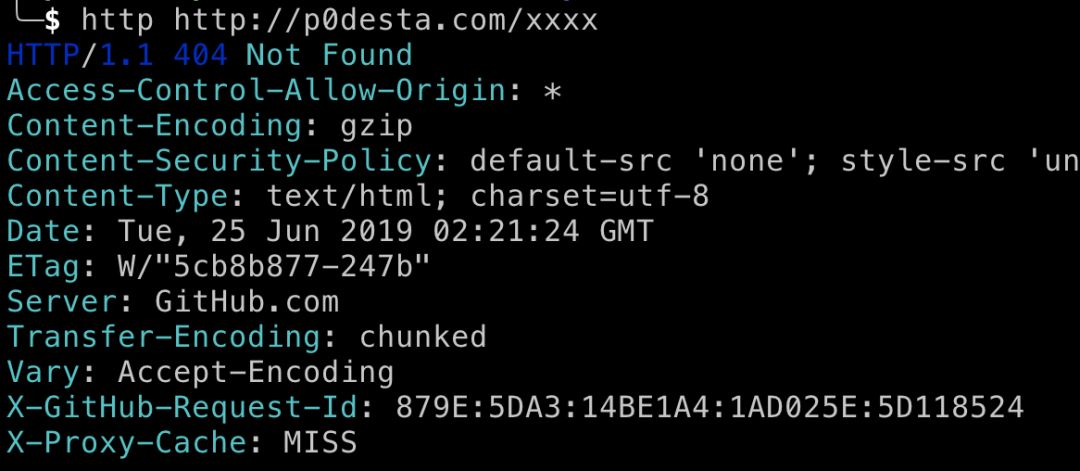 └─$ http http://p0desta.com/xxxx
HTTP/1.1 404 Not Found
Access-Control-Allow-Origin: *
Content-Encoding: gzip
Content-Security-Policy: default-src 'none'; style-src 'un
Content-Type: text/html; charset=utf-8
Date: Tue, 25 Jun 2019 02:21:24 GMT
ETag: W/"5cb8b877-247b"
Server: GitHub.com
Transfer-Encoding: chunked
Vary: Accept-Encoding
X-GitHub-Request-Id: 879E:5DA3:14BE1A4:1AD025E:5D118524
X-Proxy-Cache: MISS